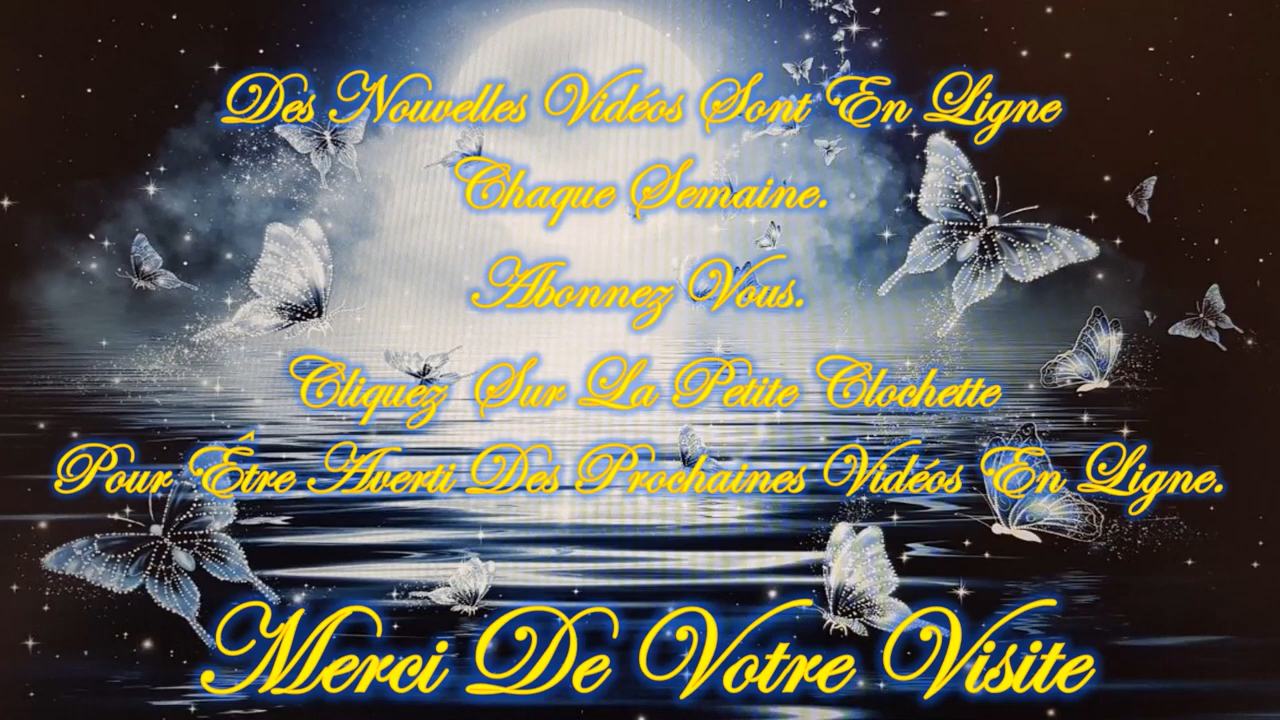 Des Nouvelles Vidéos Sont En Ligne
Chaque Semaine.
Abonnez Vous.
Cliquez Sur La Petite Clochette
Pour Être Averti Des Prochaines Vidéos En Ligne.
Merci De Votre Visite